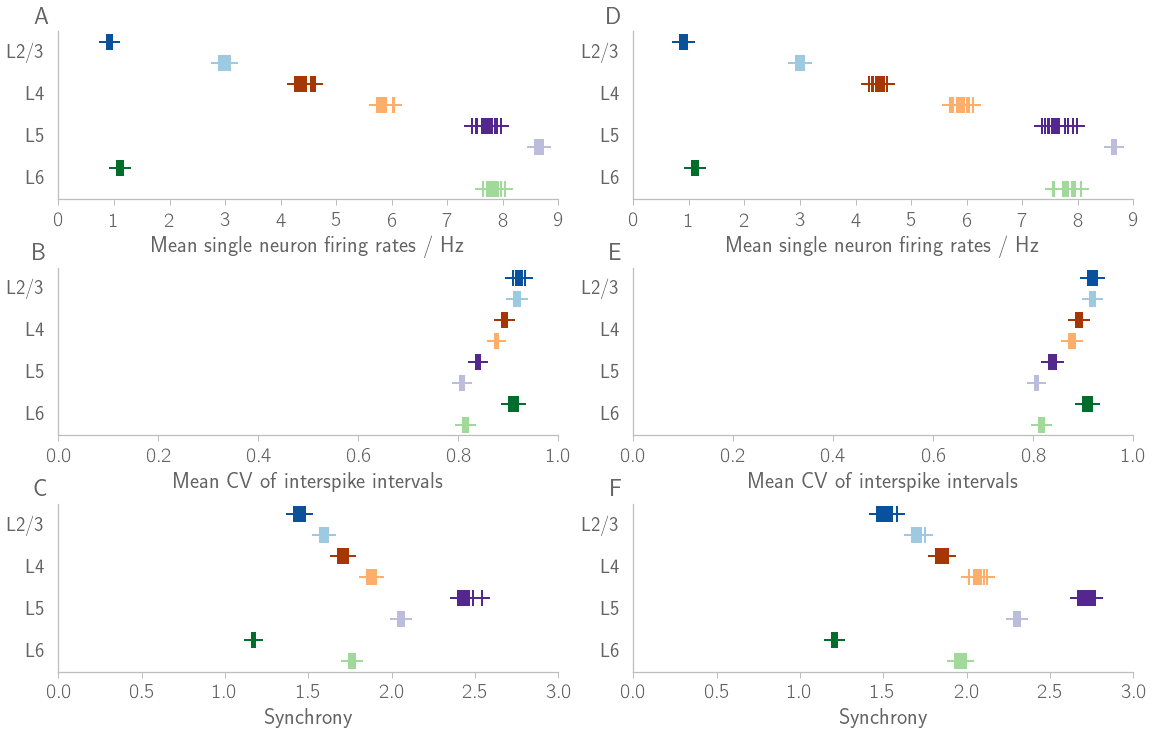 A
L2/3
L4
L5
L6
0 1 2 3 4 5 6 7 8 9
Mean single neuron firing rates / Hz
B
L2/3
L4
L5
L6
0.0 0.2 0.4 0.6 0.8 1.0
Mean CV of interspike intervals
C
L2/3
L4
L5
L6
0.0 0.5 1.0 1.5 2.0 2.5 3.0
Synchrony
D
L2/3
L4
L5
L6
0 1 2 3 4 5 6 7 8 9
Mean single neuron firing rates / Hz
E
L2/3
L4
L5
L6
0.0 0.2 0.4 0.6 0.8 1.0
Mean CV of interspike intervals
F
L2/3
L4
L5
L6
0.0 0.5 1.0 1.5 2.0 2.5 3.0
Synchrony